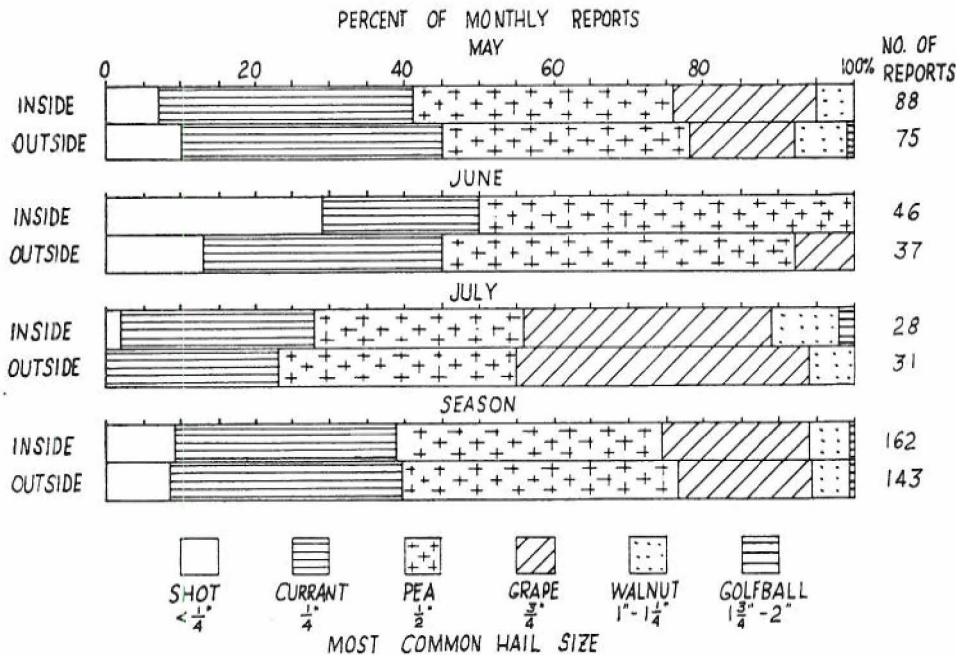 PERCENT OF MONTHLY REPORTS
MAY
NO. OF
REPORTS
0 20 40 60 80 100%
INSIDE 88
OUTSIDE 75
JUNE
INSIDE 46
OUTSIDE 37
JULY
INSIDE 28
OUTSIDE 31
SEASON
INSIDE 162
OUTSIDE 143
SHOT CURRANT PEA GRAPE WALNUT GOLFBALL
<1/4" 1/4" 1/2" 3/4" 1"-1 1/4" 1 3/4"-2"
MOST COMMON HAIL SIZE